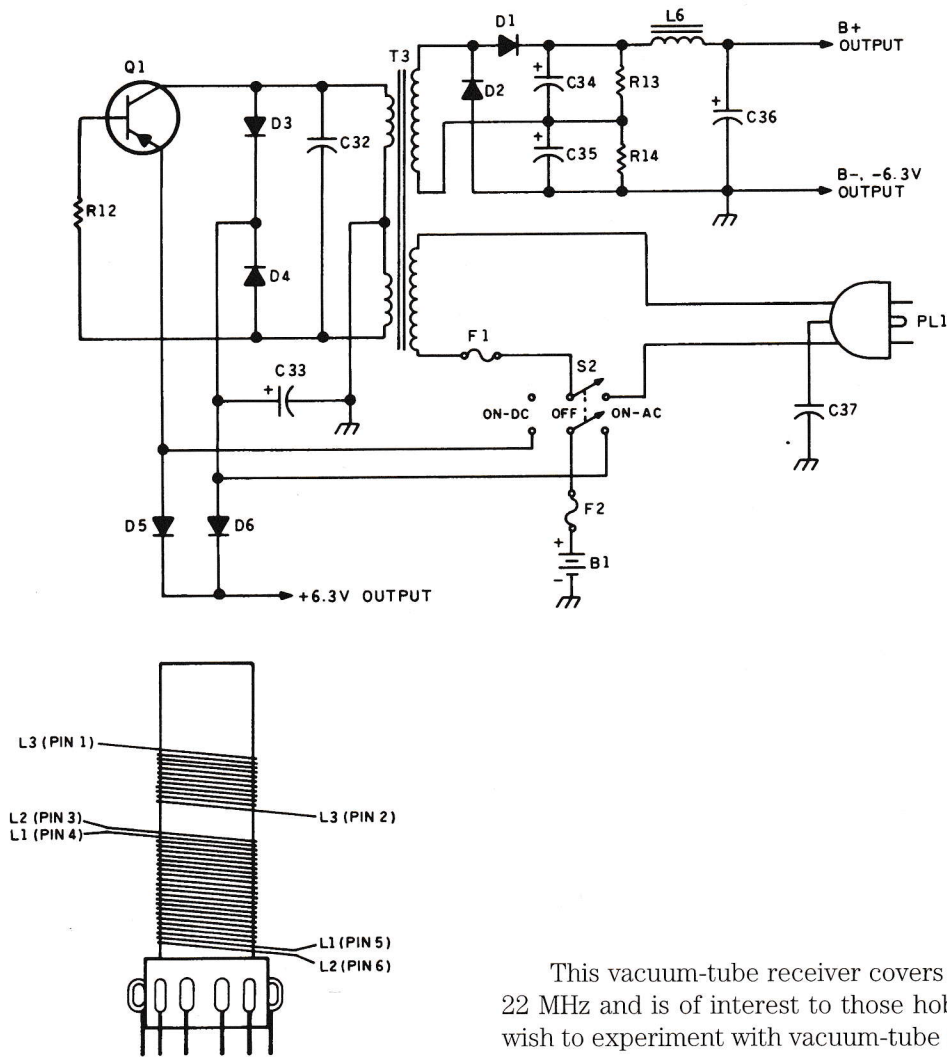 D1
L6
B+
OUTPUT
Q1
T3
D2
C34
R13
C36
D3
C32
C35
R14
B-, -6.3V
OUTPUT
R12
D4
F1
PL1
C33
S2
ON-DC
OFF
ON-AC
C37
D5
D6
F2
+6.3V OUTPUT
B1
L3 (PIN 1)
L3 (PIN 2)
L2 (PIN 3)
L1 (PIN 4)
L1 (PIN 5)
L2 (PIN 6)
This vacuum-tube receiver covers
22 MHz and is of interest to those hob
wish to experiment with vacuum-tube